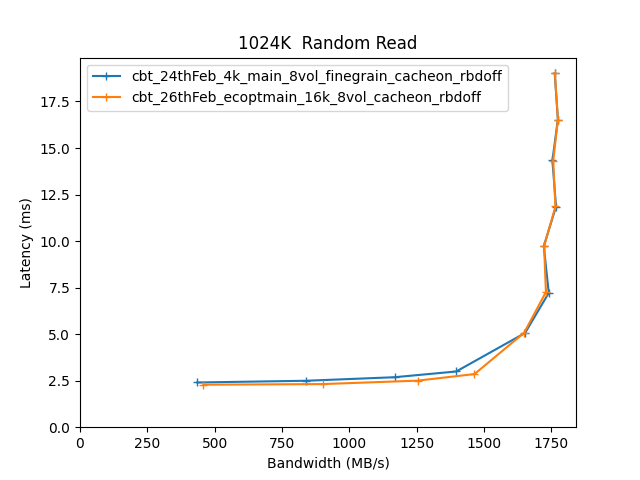 1024K  Random Read
cbt_24thFeb_4k_main_8vol_finegrain_cacheon_rbdoff
cbt_26thFeb_ecoptmain_16k_8vol_cacheon_rbdoff
Latency (ms)
17.5
15.0
12.5
10.0
7.5
5.0
2.5
0.0
0 250 500 750 1000 1250 1500 1750
Bandwidth (MB/s)